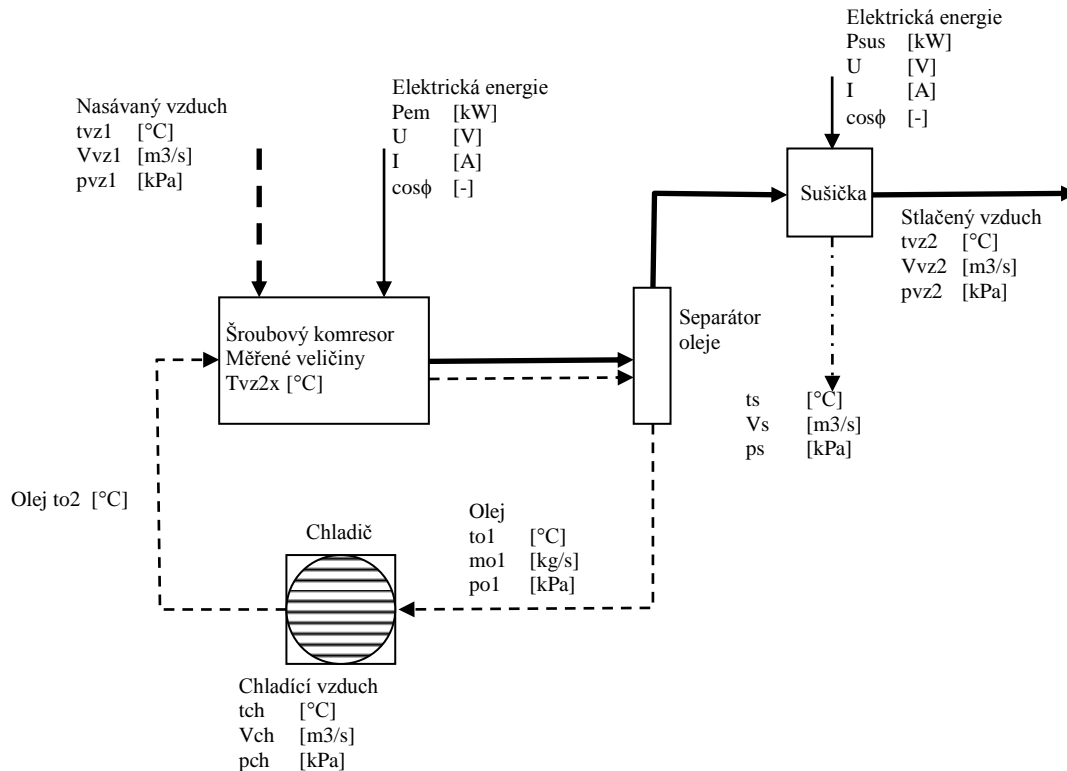 Elektrická energie
Psus [kW]
U [V]
I [A]
cosϕ [-]
Elektrická energie
Pem [kW]
U [V]
I [A]
cosϕ [-]
Nasávaný vzduch
tvz1 [°C]
Vvz1 [m3/s]
pvz1 [kPa]
Sušička
Stlačený vzduch
tvz2 [°C]
Vvz2 [m3/s]
pvz2 [kPa]
Šroubový komresor
Měřené veličiny
Tvz2x [°C]
Separátor
oleje
ts [°C]
Vs [m3/s]
ps [kPa]
Olej to2 [°C]
Olej
to1 [°C]
mo1 [kg/s]
po1 [kPa]
Chladič
Chladící vzduch
tch [°C]
Vch [m3/s]
pch [kPa]